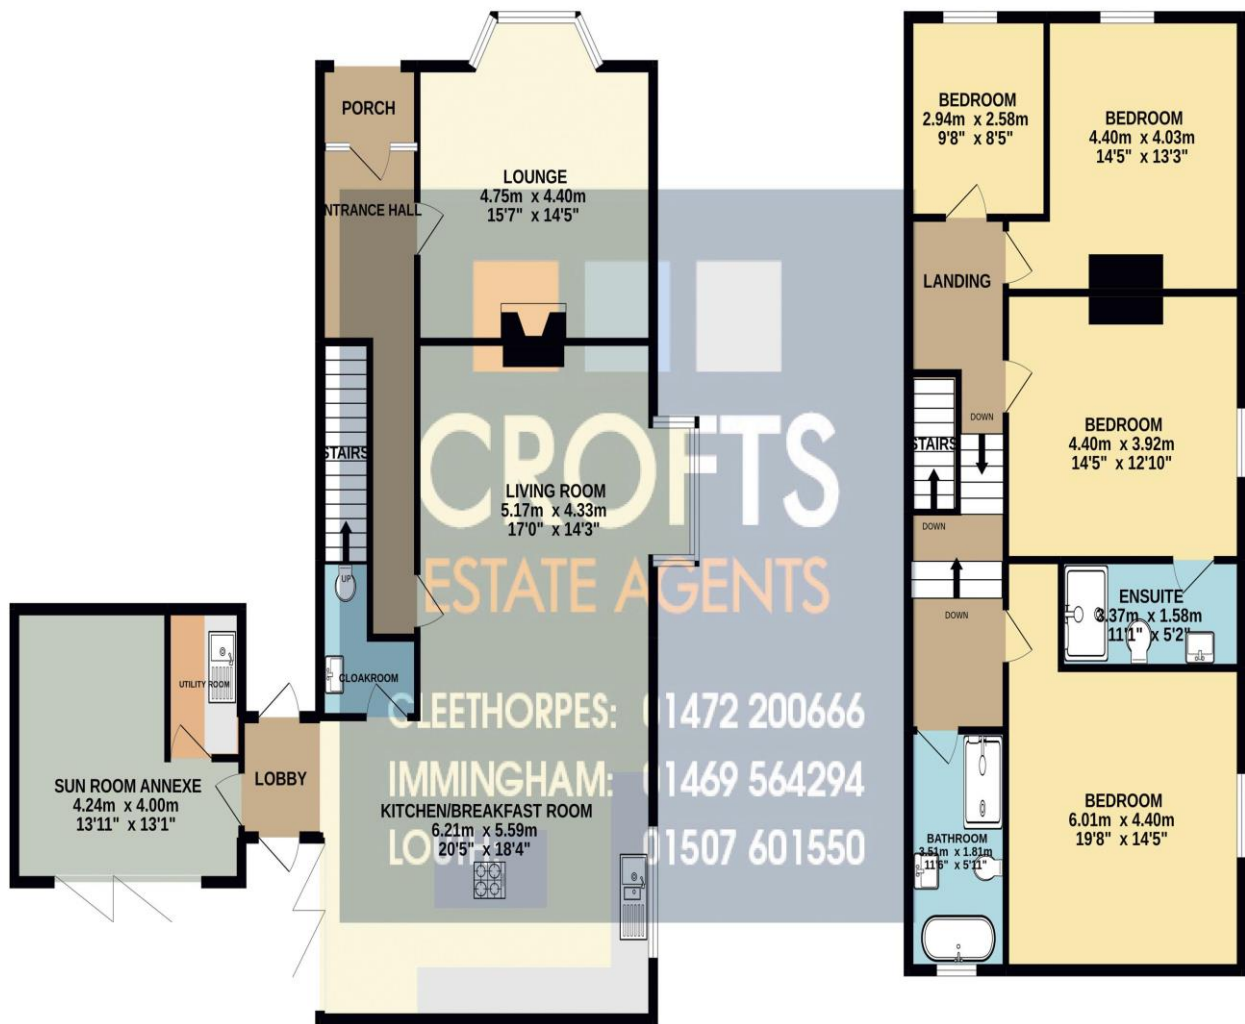 PORCH
LOUNGE
4.75m x 4.40m
15'7" x 14'5"
NTRANCE HALL
STAIRS
UP
CLOAKROOM
LIVING ROOM
5.17m x 4.33m
17'0" x 14'3"
UTILITY ROOM
SUN ROOM ANNEXE
4.24m x 4.00m
13'11" x 13'1"
LOBBY
KITCHEN/BREAKFAST ROOM
6.21m x 5.59m
20'5" x 18'4"
CROFTS
ESTATE AGENTS
CLEETHORPES: 01472 200666
IMMINGHAM: 01469 564294
LOUTH: 01507 601550
BEDROOM
2.94m x 2.58m
9'8" x 8'5"
BEDROOM
4.40m x 4.03m
14'5" x 13'3"
LANDING
DOWN
STAIRS
DOWN
DOWN
BEDROOM
4.40m x 3.92m
14'5" x 12'10"
ENSUITE
3.37m x 1.58m
11'1" x 5'2"
BEDROOM
6.01m x 4.40m
19'8" x 14'5"
BATHROOM
3.51m x 1.81m
11'6" x 5'11"